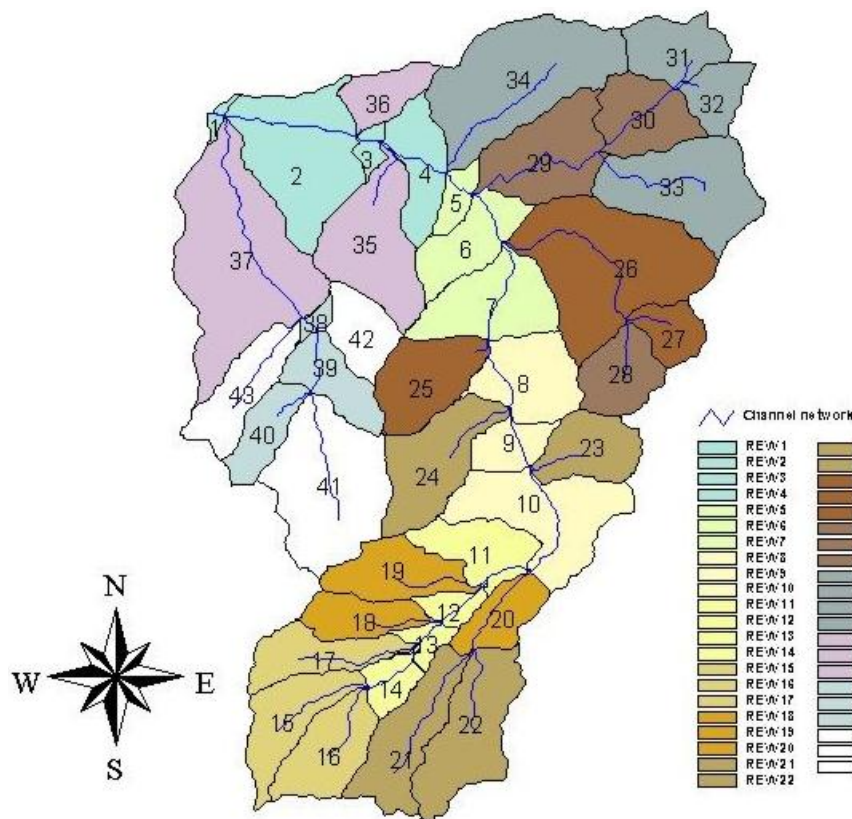 31
34
32
36
30
1
3
4
29
2
33
5
35
6
37
26
7
38
27
42
39
8
28
25
43
40
Channel network
9
23
24
REW1
41
REW2
REW3
10
REW4
REW5
11
REW6
19
REW7
REW8
N
REW9
12
20
REW10
18
REW11
13
REW12
17
REW13
W
E
14
REW14
REW15
22
REW16
15
REW17
16
REW18
21
REW19
S
REW20
REW21
REW22